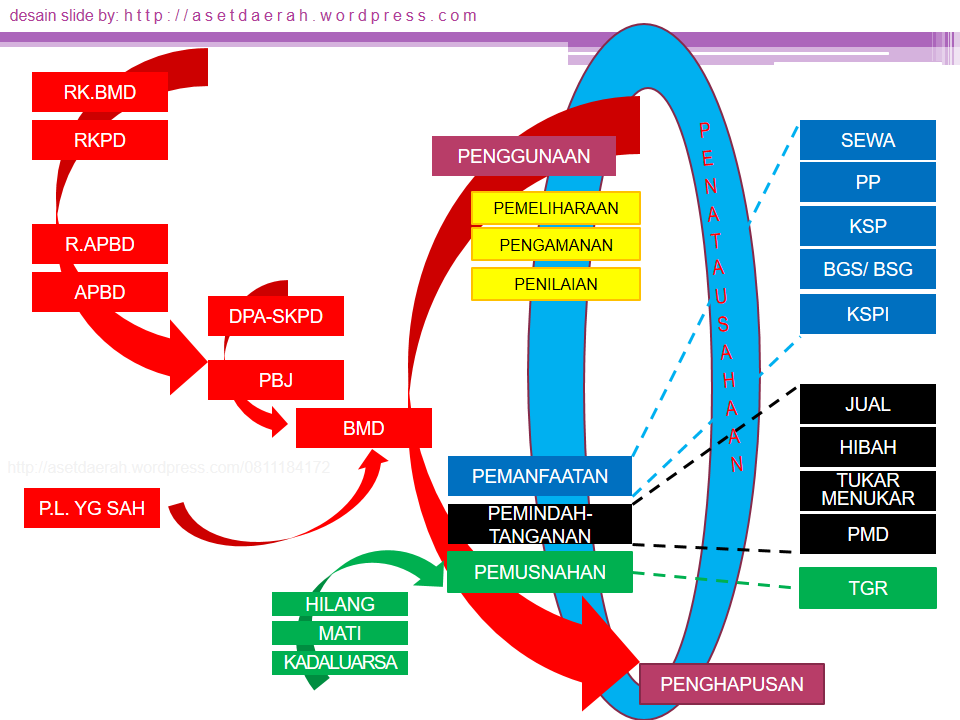 desain slide by: http://asetdaerah.wordpress.com
RK.BMD
RKPD
R.APBD
APBD
DPA-SKPD
PBJ
BMD
http://asetdaerah.wordpress.com/0811184172
P.L. YG SAH
HILANG
MATI
KADALUARSA
PENGGUNAAN
PEMELIHARAAN
PENGAMANAN
PENILAIAN
PENATAUSAHAAN
PEMANFAATAN
PEMINDAH-
TANGANAN
PEMUSNAHAN
PENGHAPUSAN
SEWA
PP
KSP
BGS/ BSG
KSPI
JUAL
HIBAH
TUKAR
MENUKAR
PMD
TGR